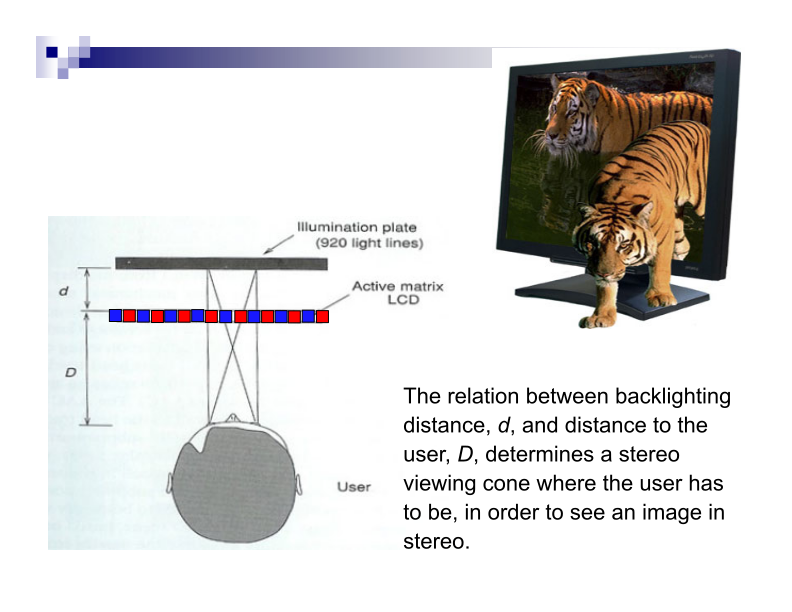 Illumination plate
(920 light lines)
d
Active matrix
LCD
D
User
The relation between backlighting
distance, d, and distance to the
user, D, determines a stereo
viewing cone where the user has
to be, in order to see an image in
stereo.